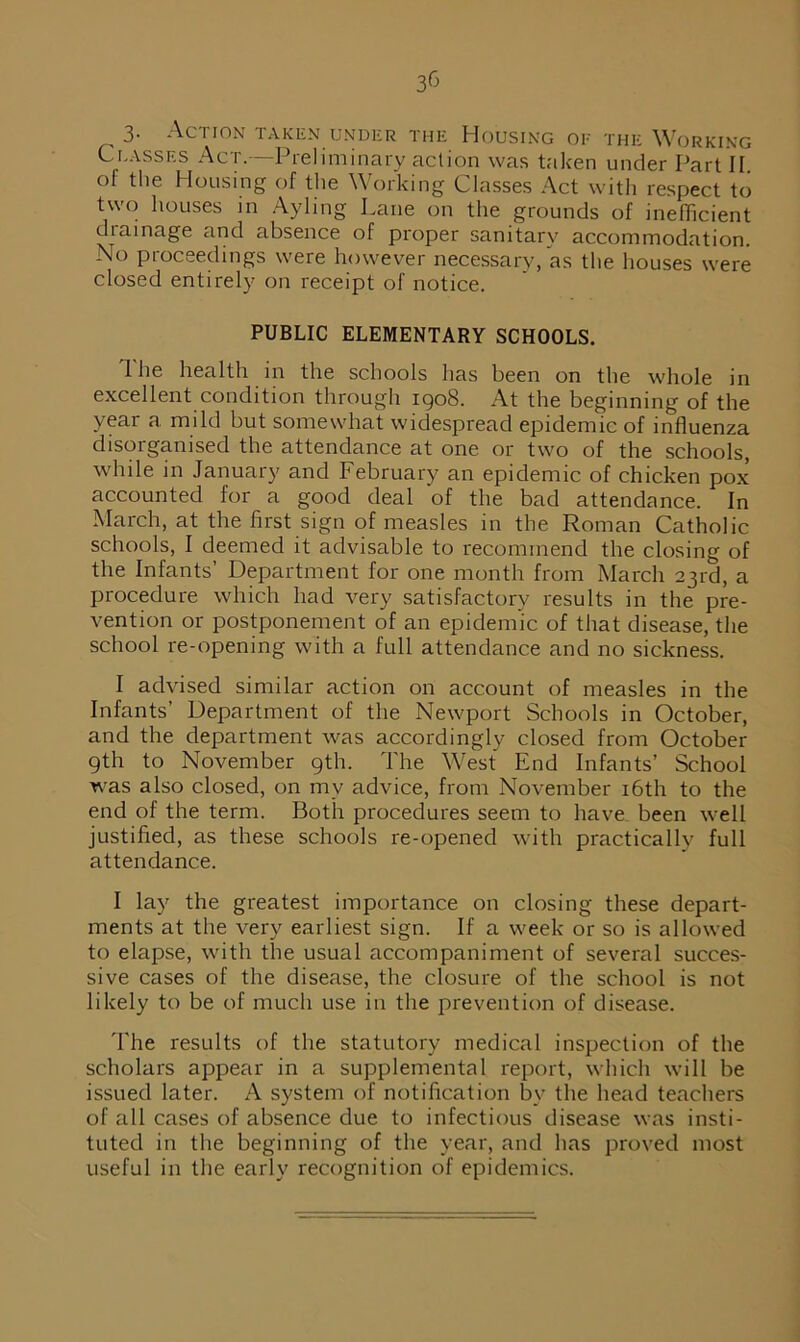 36
3. Action taken under the Housing of the Working
Classes Act.—Preliminary action was taken under Part II.
of the Housing of the Working Classes Act with respect to
two houses in Ayling Lane on the grounds of inefficient
drainage and absence of proper sanitary accommodation.
No proceedings were however necessary, as the houses were
closed entirely on receipt of notice.
PUBLIC ELEMENTARY SCHOOLS.
The health in the schools has been on the whole in
excellent condition through 1908. At the beginning of the
year a mild but somewhat widespread epidemic of influenza
disorganised the attendance at one or two of the schools,
while in January and February an epidemic of chicken pox
accounted for a good deal of the bad attendance. In
March, at the first sign of measles in the Roman Catholic
schools, I deemed it advisable to recommend the closing of
the Infants' Department for one month from March 23rd, a
procedure which had very satisfactory results in the pre-
vention or postponement of an epidemic of that disease, the
school re-opening with a full attendance and no sickness.
I advised similar action on account of measles in the
Infants' Department of the Newport Schools in October,
and the department was accordingly closed from October
9th to November 9th. The West End Infants' School
was also closed, on my advice, from November 16th to the
end of the term. Both procedures seem to have been well
justified, as these schools re-opened with practically full
attendance.
I lay the greatest importance on closing these depart-
ments at the very earliest sign. If a week or so is allowed
to elapse, with the usual accompaniment of several succes-
sive cases of the disease, the closure of the school is not
likely to be of much use in the prevention of disease.
The results of the statutory medical inspection of the
scholars appear in a supplemental report, which will be
issued later. A system of notification by the head teachers
of all cases of absence due to infectious disease was insti-
tuted in the beginning of the year, and has proved most
useful in the early recognition of epidemics.